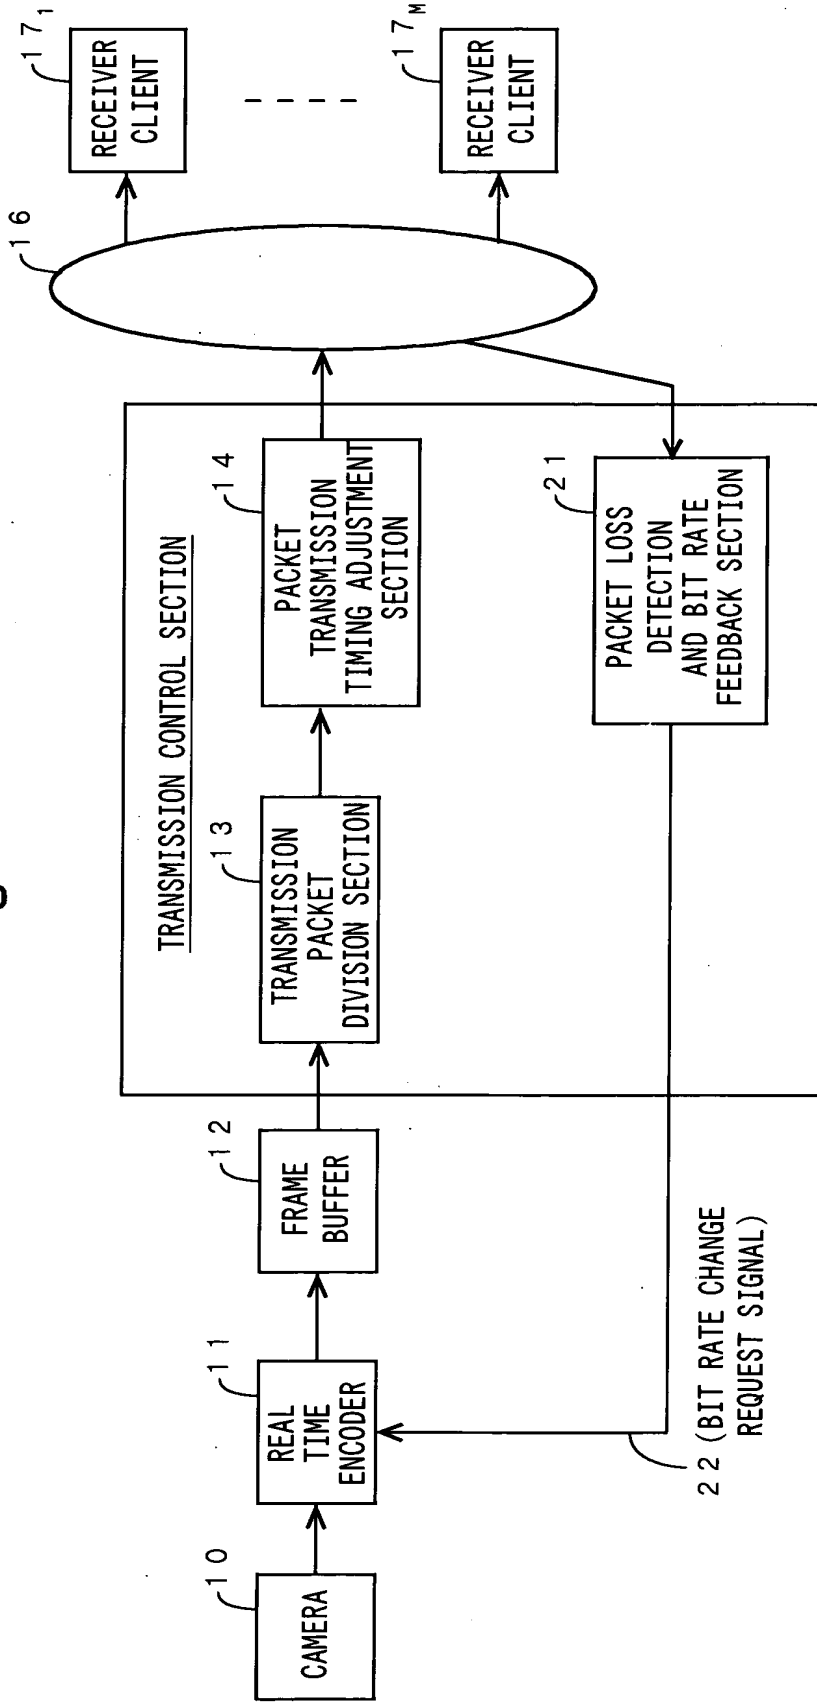 TRANSMISSION CONTROL SECTION
10
CAMERA
11
REAL
TIME
ENCODER
12
FRAME
BUFFER
13
TRANSMISSION
PACKET
DIVISION SECTION
14
PACKET
TRANSMISSION
TIMING ADJUSTMENT
SECTION
16
17₁
RECEIVER
CLIENT
17M
RECEIVER
CLIENT
21
PACKET LOSS
DETECTION
AND BIT RATE
FEEDBACK SECTION
22 (BIT RATE CHANGE
REQUEST SIGNAL)